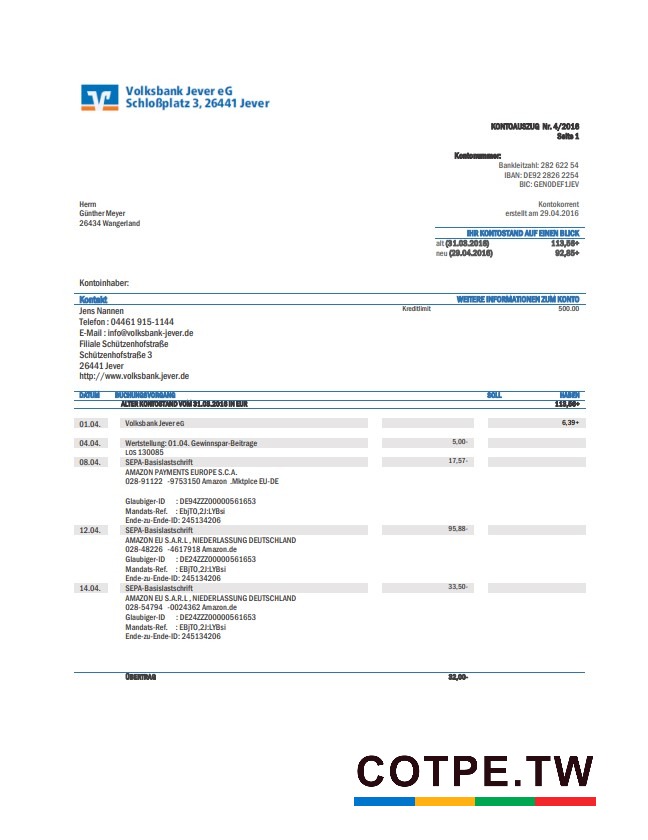 Volksbank Jever eG
Schloßplatz 3, 26441 Jever
KONTOAUSZUG Nr. 4/2016
Seite 1
Kontonummer:
Bankleitzahl: 282 622 54
IBAN: DE92 2826 2254
BIC: GENODEF1JEV
Herrn
Günther Meyer
26434 Wangerland
Kontokorrent
erstellt am 29.04.2016
IHR KONTOSTAND AUF EINEN BLICK
alt (31.03.2016) 113,56+
neu (29.04.2016) 92,85+
Kontoinhaber:
Kontakt WEITERE INFORMATIONEN ZUM KONTO
Jens Nannen Kreditlimit 500.00
Telefon : 04461 915-1144
E-Mail : info@volksbank-jever.de
Filiale Schützenhofstraße
Schützenhofstraße 3
26441 Jever
http://www.volksbank.jever.de
DATUM BUCHUNGSVORGANG SOLL HABEN
ALTER KONTOSTAND VOM 31.03.2016 IN EUR 113,56+
01.04. Volksbank Jever eG 6,39+
04.04. Wertstellung: 01.04. Gewinnspar-Beitrage 5,00-
LOS 130085
08.04. SEPA-Basislastschrift 17,57-
AMAZON PAYMENTS EUROPE S.C.A.
028-91122 -9753150 Amazon .Mktplce EU-DE
Glaubiger-ID : DE94ZZZ00000561653
Mandats-Ref. : EbjTO,2J:LYBsi
Ende-zu-Ende-ID: 245134206
12.04. SEPA-Basislastschrift 95,88-
AMAZON EU S.A.R.L , NIEDERLASSUNG DEUTSCHLAND
028-48226 -4617918 Amazon.de
Glaubiger-ID : DE24ZZZ00000561653
Mandats-Ref. : EBjTO,2J:LYBsi
Ende-zu-Ende-ID: 245134206
14.04. SEPA-Basislastschrift 33,50-
AMAZON EU S.A.R.L , NIEDERLASSUNG DEUTSCHLAND
028-54794 -0024362 Amazon.de
Glaubiger-ID : DE24ZZZ00000561653
Mandats-Ref. : EBjTO,2J:LYBsi
Ende-zu-Ende-ID: 245134206
ÜBERTRAG 32,00-
COTPE.TW